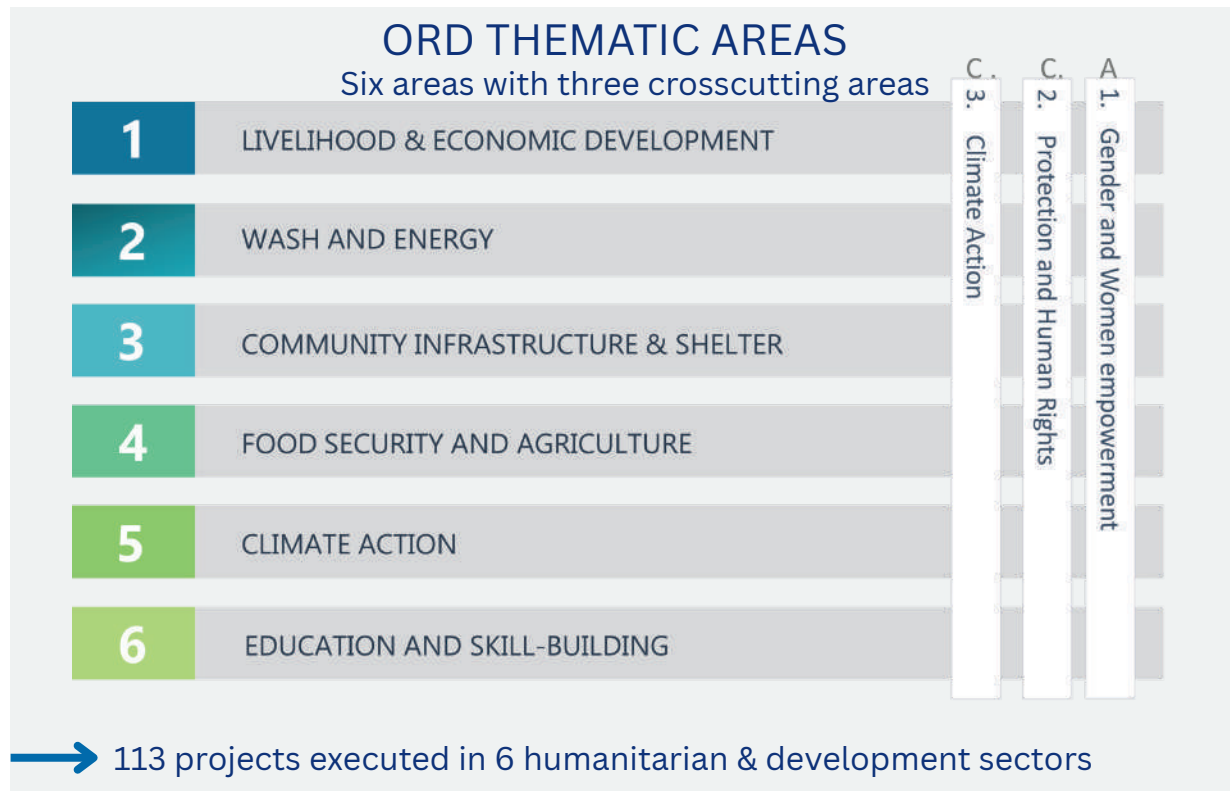 ORD THEMATIC AREAS
Six areas with three crosscutting areas
C . C. A
1 LIVELIHOOD & ECONOMIC DEVELOPMENT
2 WASH AND ENERGY
3 COMMUNITY INFRASTRUCTURE & SHELTER
4 FOOD SECURITY AND AGRICULTURE
5 CLIMATE ACTION
6 EDUCATION AND SKILL-BUILDING
3. Climate Action
2. Protection and Human Rights
1. Gender and Women empowerment
113 projects executed in 6 humanitarian & development sectors